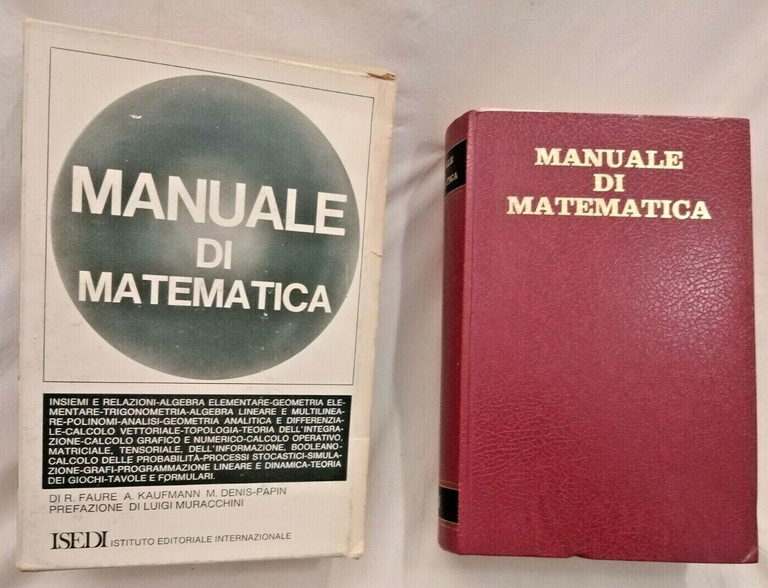 MANUALE
DI
MATEMATICA
INSIEMI E RELAZIONI-ALGEBRA ELEMENTARE-GEOMETRIA ELE-
MENTARE-TRIGONOMETRIA-ALGEBRA LINEARE E MULTILINEA-
RE-POLINOMI-ANALISI-GEOMETRIA ANALITICA E DIFFERENZIA-
LE-CALCOLO VETTORIALE-TOPOLOGIA-TEORIA DELL'INTEGRA-
ZIONE-CALCOLO GRAFICO E NUMERICO-CALCOLO OPERATIVO,
MATRICIALE, TENSORIALE, DELL'INFORMAZIONE, BOOLEANO-
CALCOLO DELLE PROBABILITÀ-PROCESSI STOCASTICI-SIMULA-
ZIONE-GRAFI-PROGRAMMAZIONE LINEARE E DINAMICA-TEORIA
DEI GIOCHI-TAVOLE E FORMULARI.
DI R. FAURE A. KAUFMANN M. DENIS-PAPIN
PREFAZIONE DI LUIGI MURACCHINI
ISEDI ISTITUTO EDITORIALE INTERNAZIONALE
MANUALE
DI
MATEMATICA